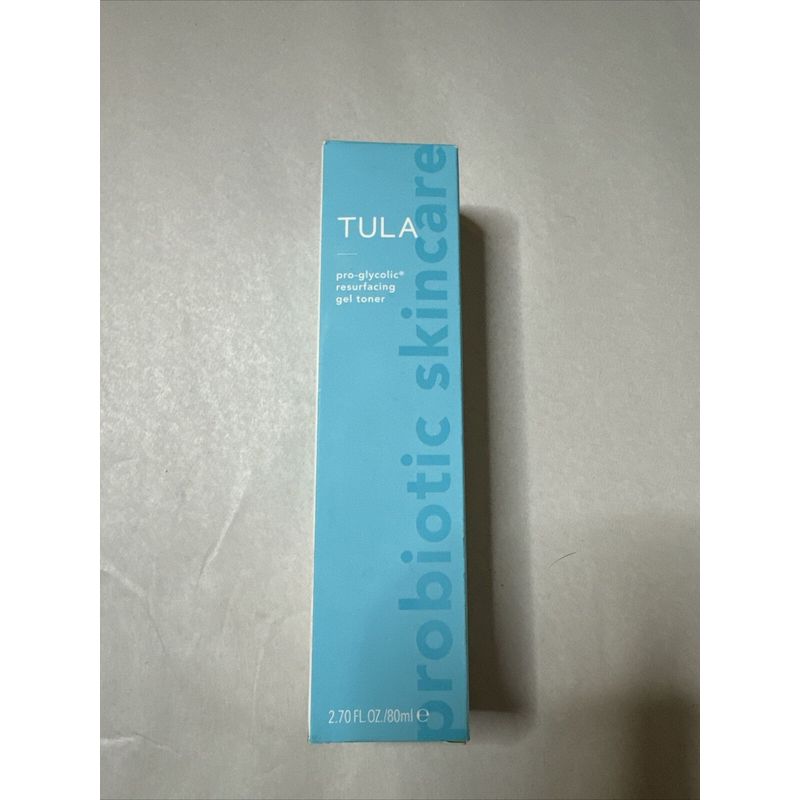 TULA
pro-glycolic®
resurfacing
gel toner
probiotic skincare
2.70 FL OZ./80ml ℮